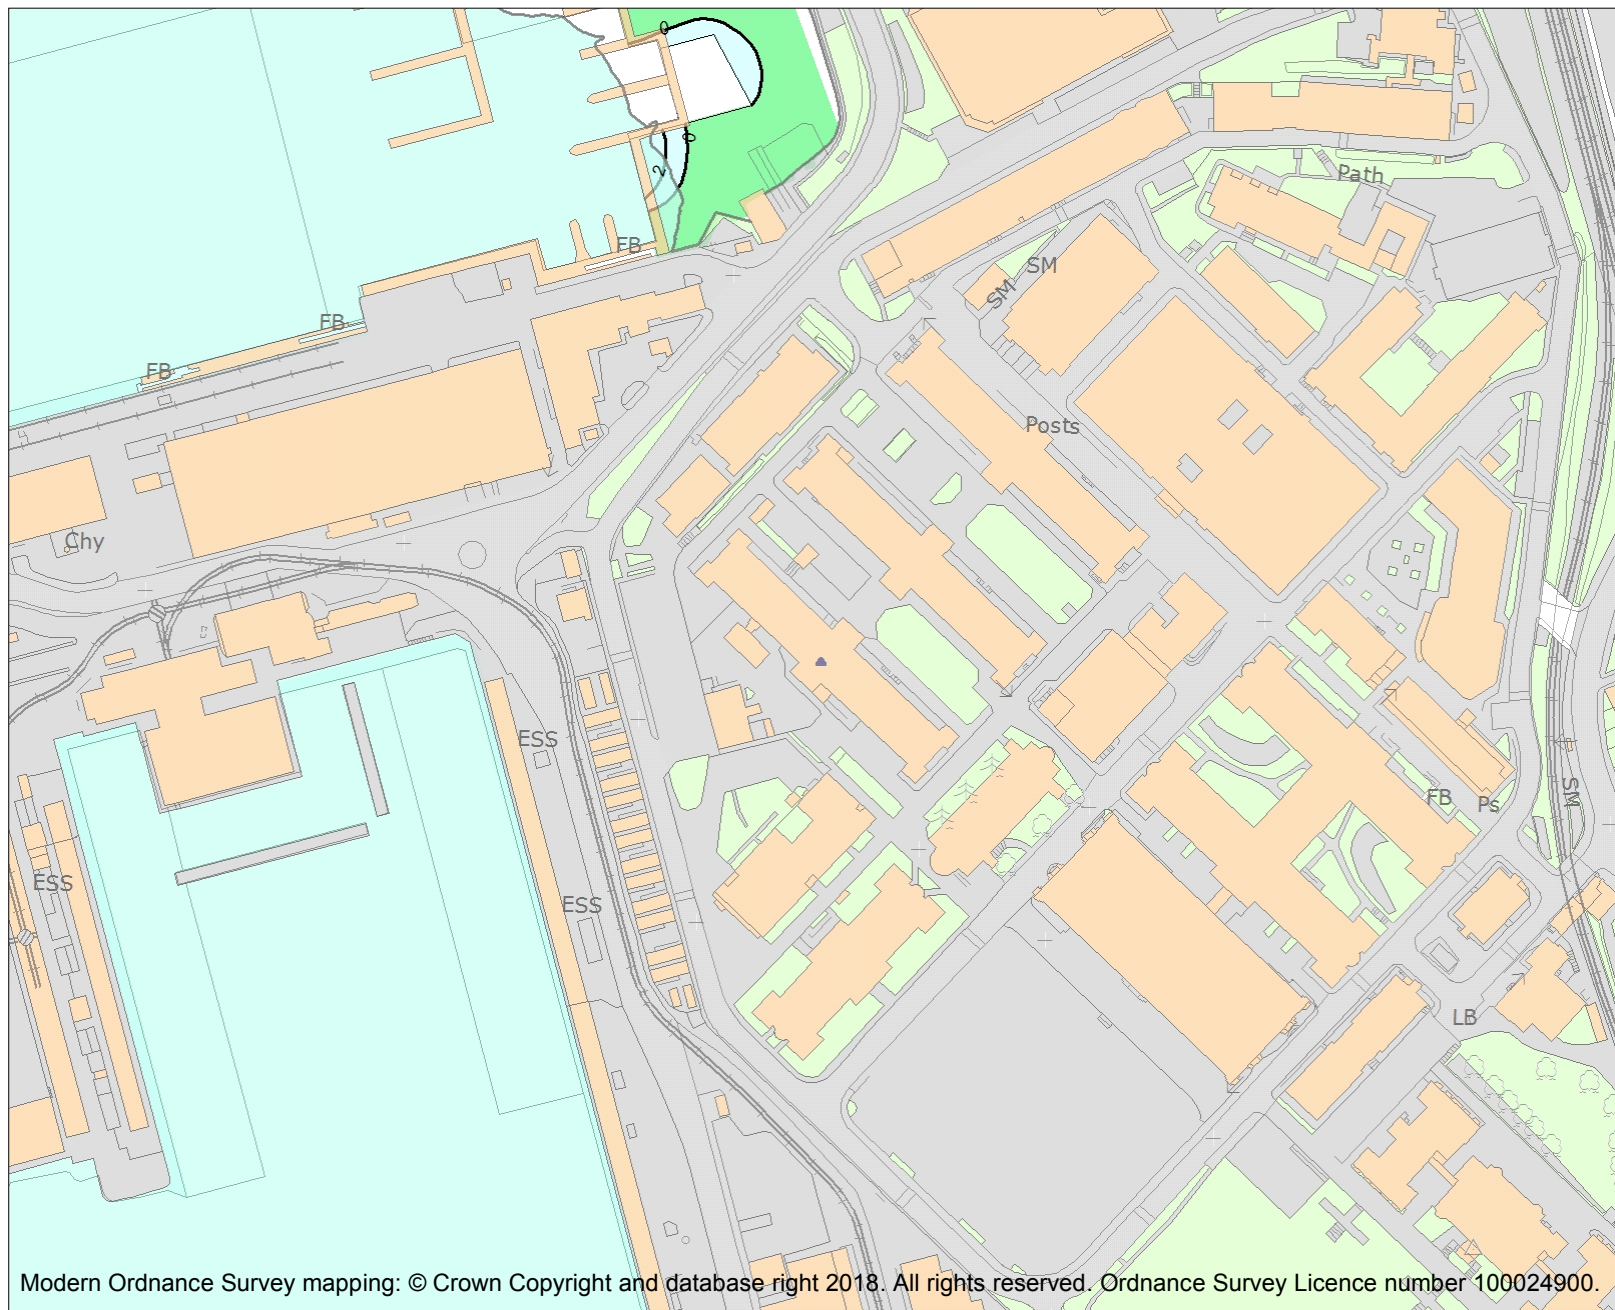 0
0
2
Path
FB
SM
SM
FB
FB
Posts
Chy
ESS
FB
Ps
SM
ESS
ESS
LB
Modern Ordnance Survey mapping: © Crown Copyright and database right 2018. All rights reserved. Ordnance Survey Licence number 100024900.